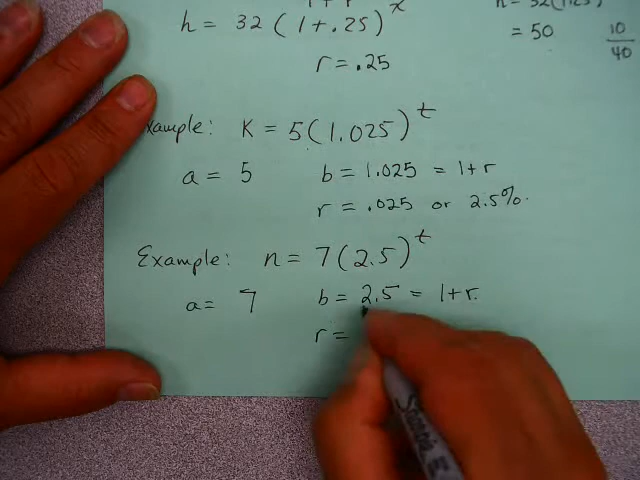 h = 32 ( 1 + .25 )^x
= 50
10/40
r = .25
Example: K = 5 ( 1.025 )^t
a = 5 b = 1.025 = 1 + r
r = .025 or 2.5%.
Example: n = 7 ( 2.5 )^t
a = 7 b = 2.5 = 1 + r.
r =